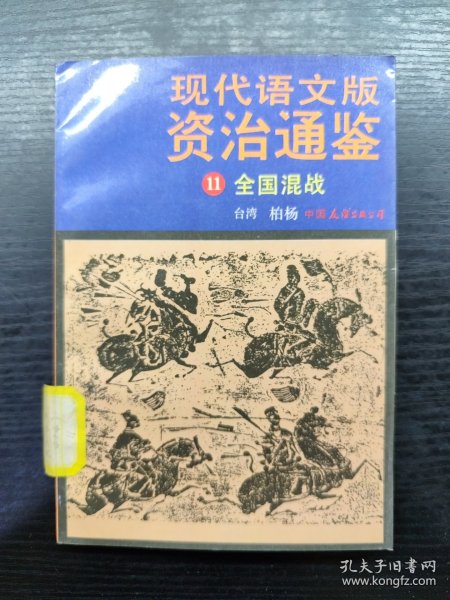 现代语文版
资治通鉴
11 全国混战
台湾 柏杨 中国友谊出版公司
孔夫子旧书网
www.kongfz.com